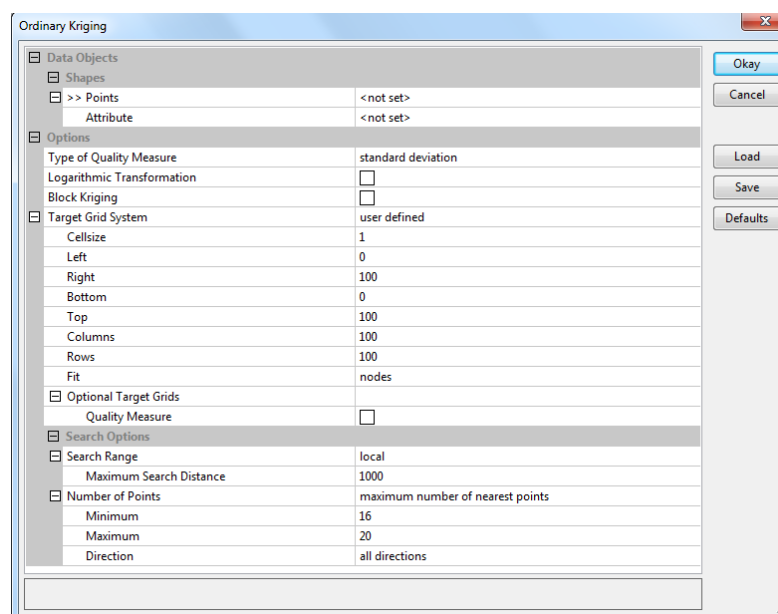 Ordinary Kriging
Data Objects
Shapes
>> Points <not set>
Attribute <not set>
Options
Type of Quality Measure standard deviation
Logarithmic Transformation
Block Kriging
Target Grid System user defined
Cellsize 1
Left 0
Right 100
Bottom 0
Top 100
Columns 100
Rows 100
Fit nodes
Optional Target Grids
Quality Measure
Search Options
Search Range local
Maximum Search Distance 1000
Number of Points maximum number of nearest points
Minimum 16
Maximum 20
Direction all directions
Okay
Cancel
Load
Save
Defaults